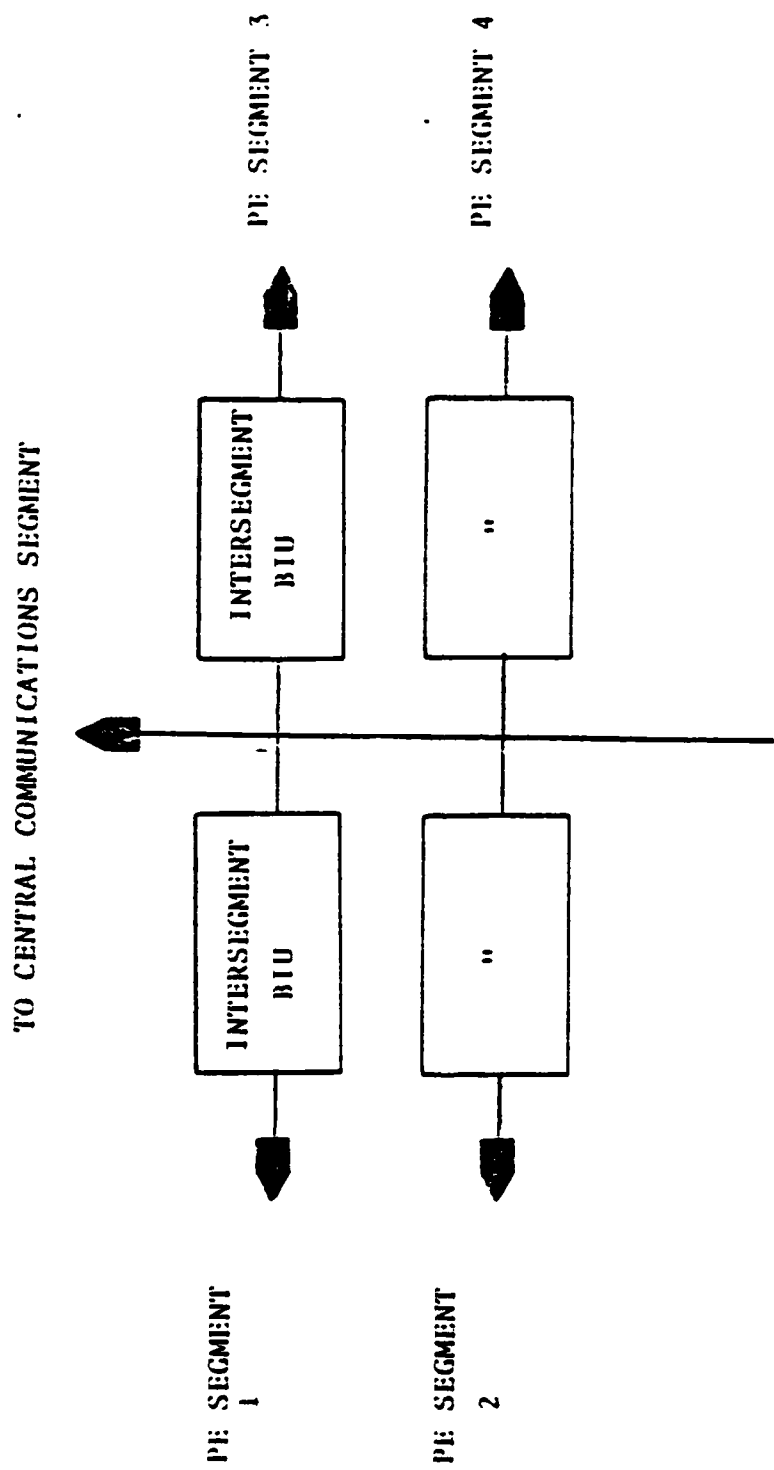 TO CENTRAL COMMUNICATIONS SEGMENT
PE SEGMENT
1
INTERSEGMENT
BIU
INTERSEGMENT
BIU
PE SEGMENT 3
PE SEGMENT
2
"
"
PE SEGMENT 4